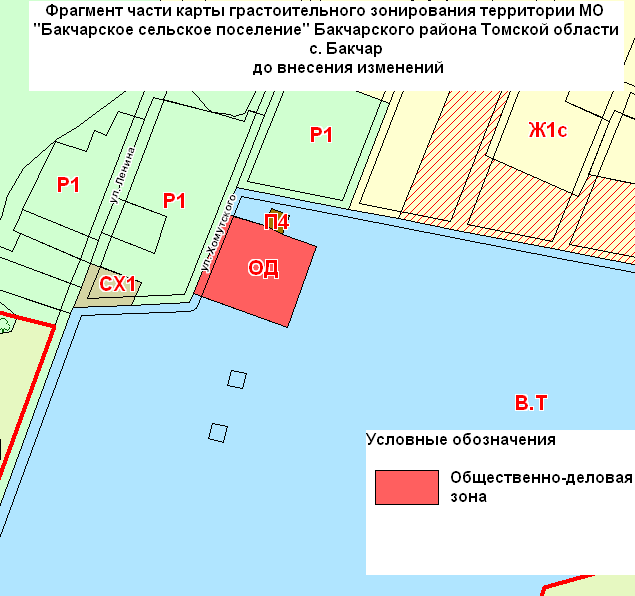 Фрагмент части карты грастоительного зонирования территории МО
"Бакчарское сельское поселение" Бакчарского района Томской области
с. Бакчар
до внесения изменений
Ж1с
Р1
Р1
Р1
ул.-Ленина
ул.-Хомутского
П4
ОД
СХ1
В.Т
Условные обозначения
Общественно-деловая
зона